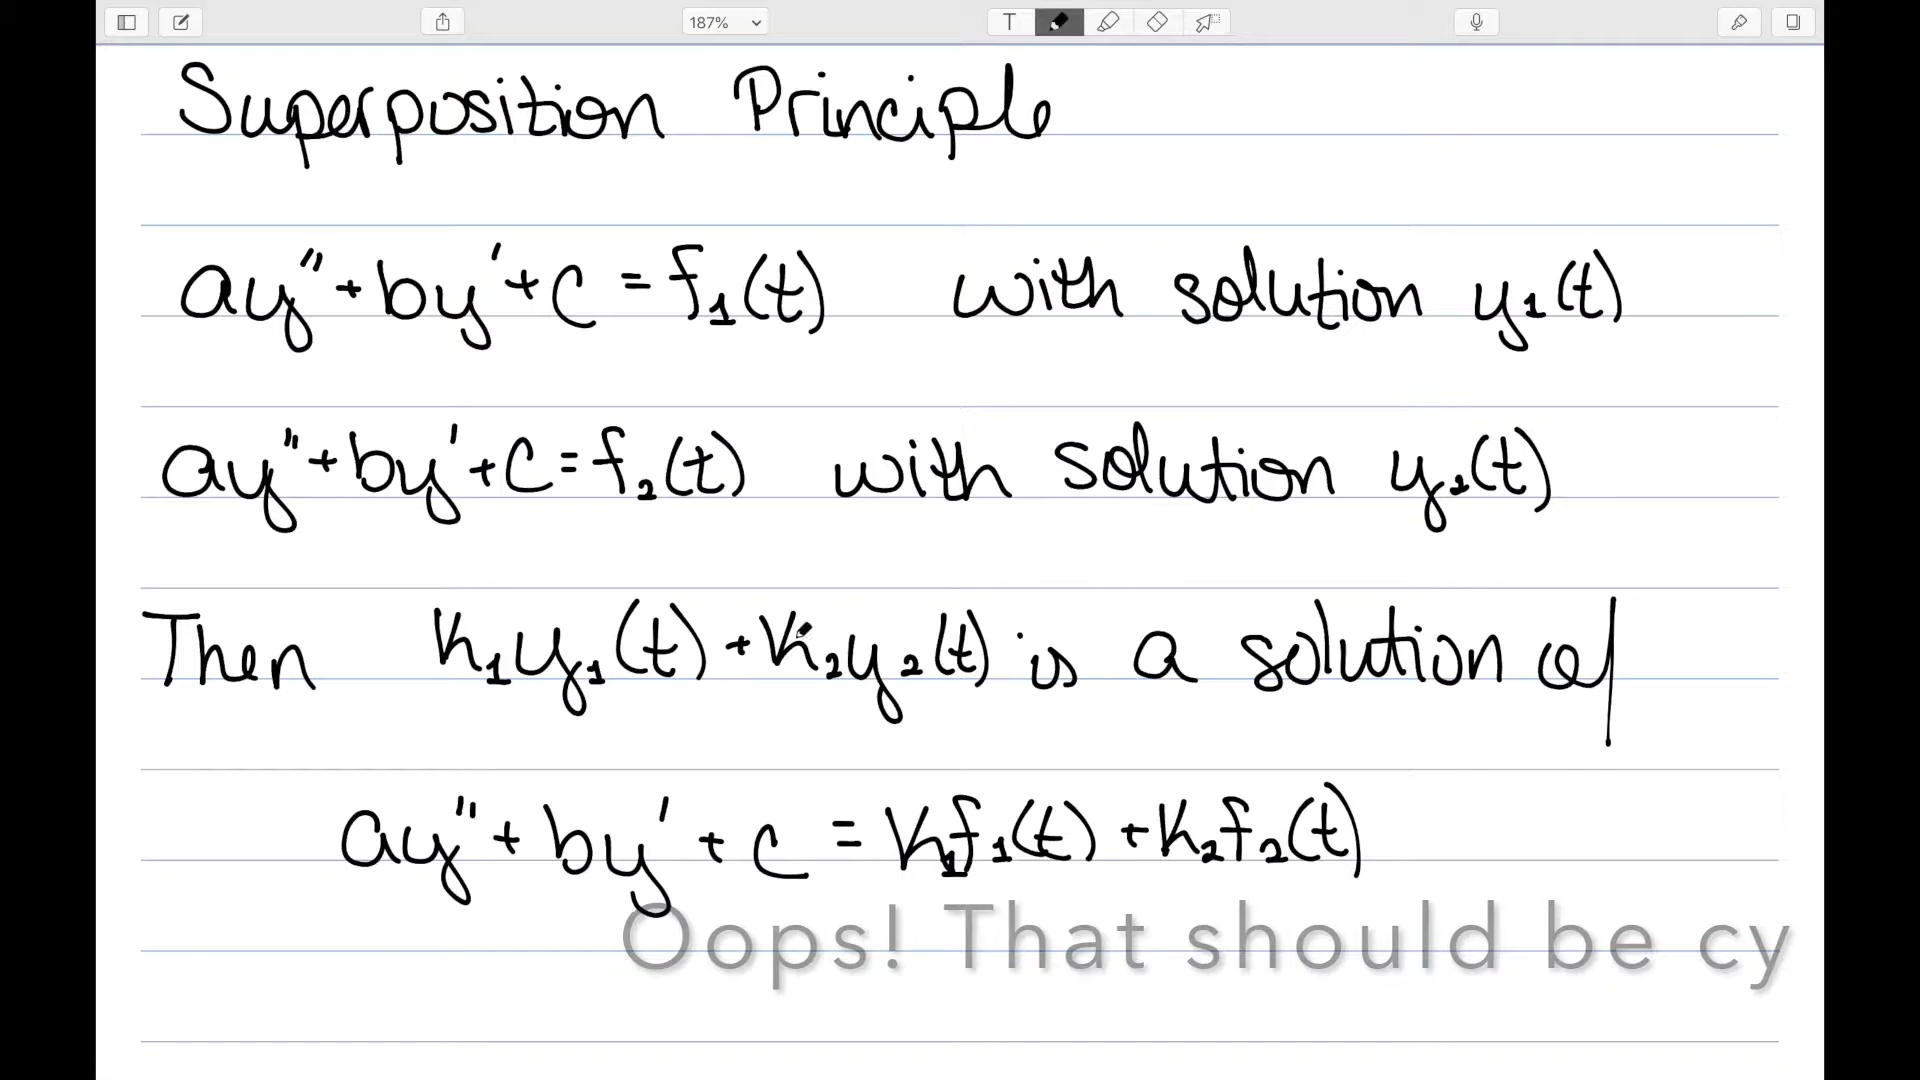 187%
T
Superposition Principle
ay" + by' + c = f₁(t) with solution y₁(t)
ay" + by' + c = f₂(t) with solution y₂(t)
Then k₁y₁(t) + k₂y₂(t) is a solution of
ay" + by' + c = k₁f₁(t) + k₂f₂(t)
Oops! That should be cy